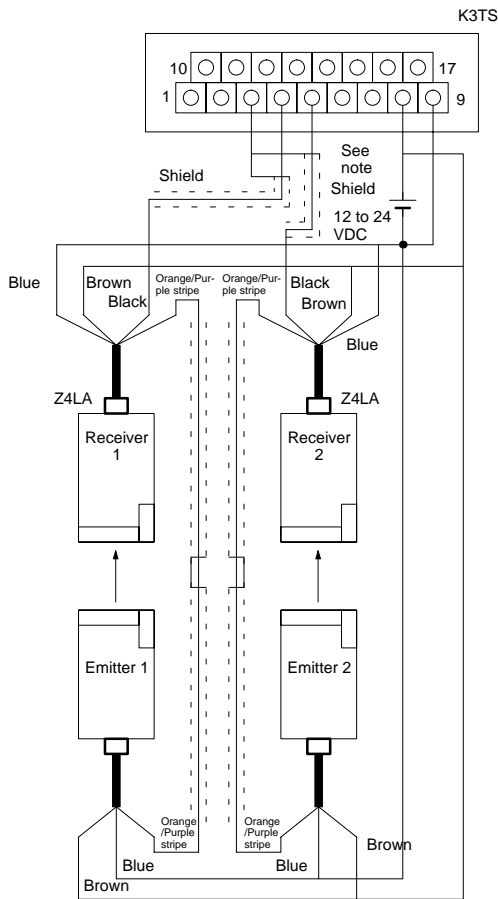 K3TS
10
17
1
9
Shield
See
note
Shield
12 to 24
VDC
Blue
Brown
Black
Orange/Pur-
ple stripe
Orange/Pur-
ple stripe
Black
Brown
Blue
Z4LA
Z4LA
Receiver
1
Receiver
2
Emitter 1
Emitter 2
Orange
/Purple
stripe
Orange
/Purple
stripe
Brown
Blue
Blue
Brown